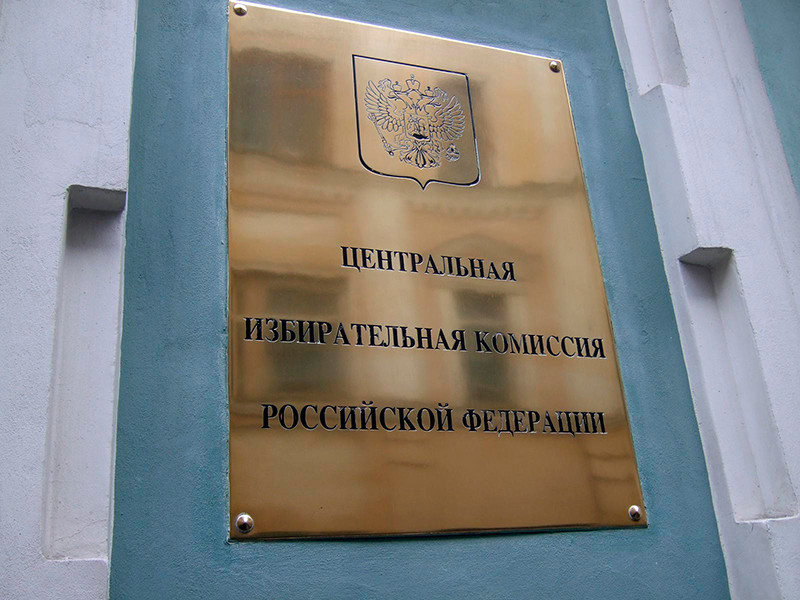 ЦЕНТРАЛЬНАЯ
ИЗБИРАТЕЛЬНАЯ КОМИССИЯ
РОССИЙСКОЙ ФЕДЕРАЦИИ